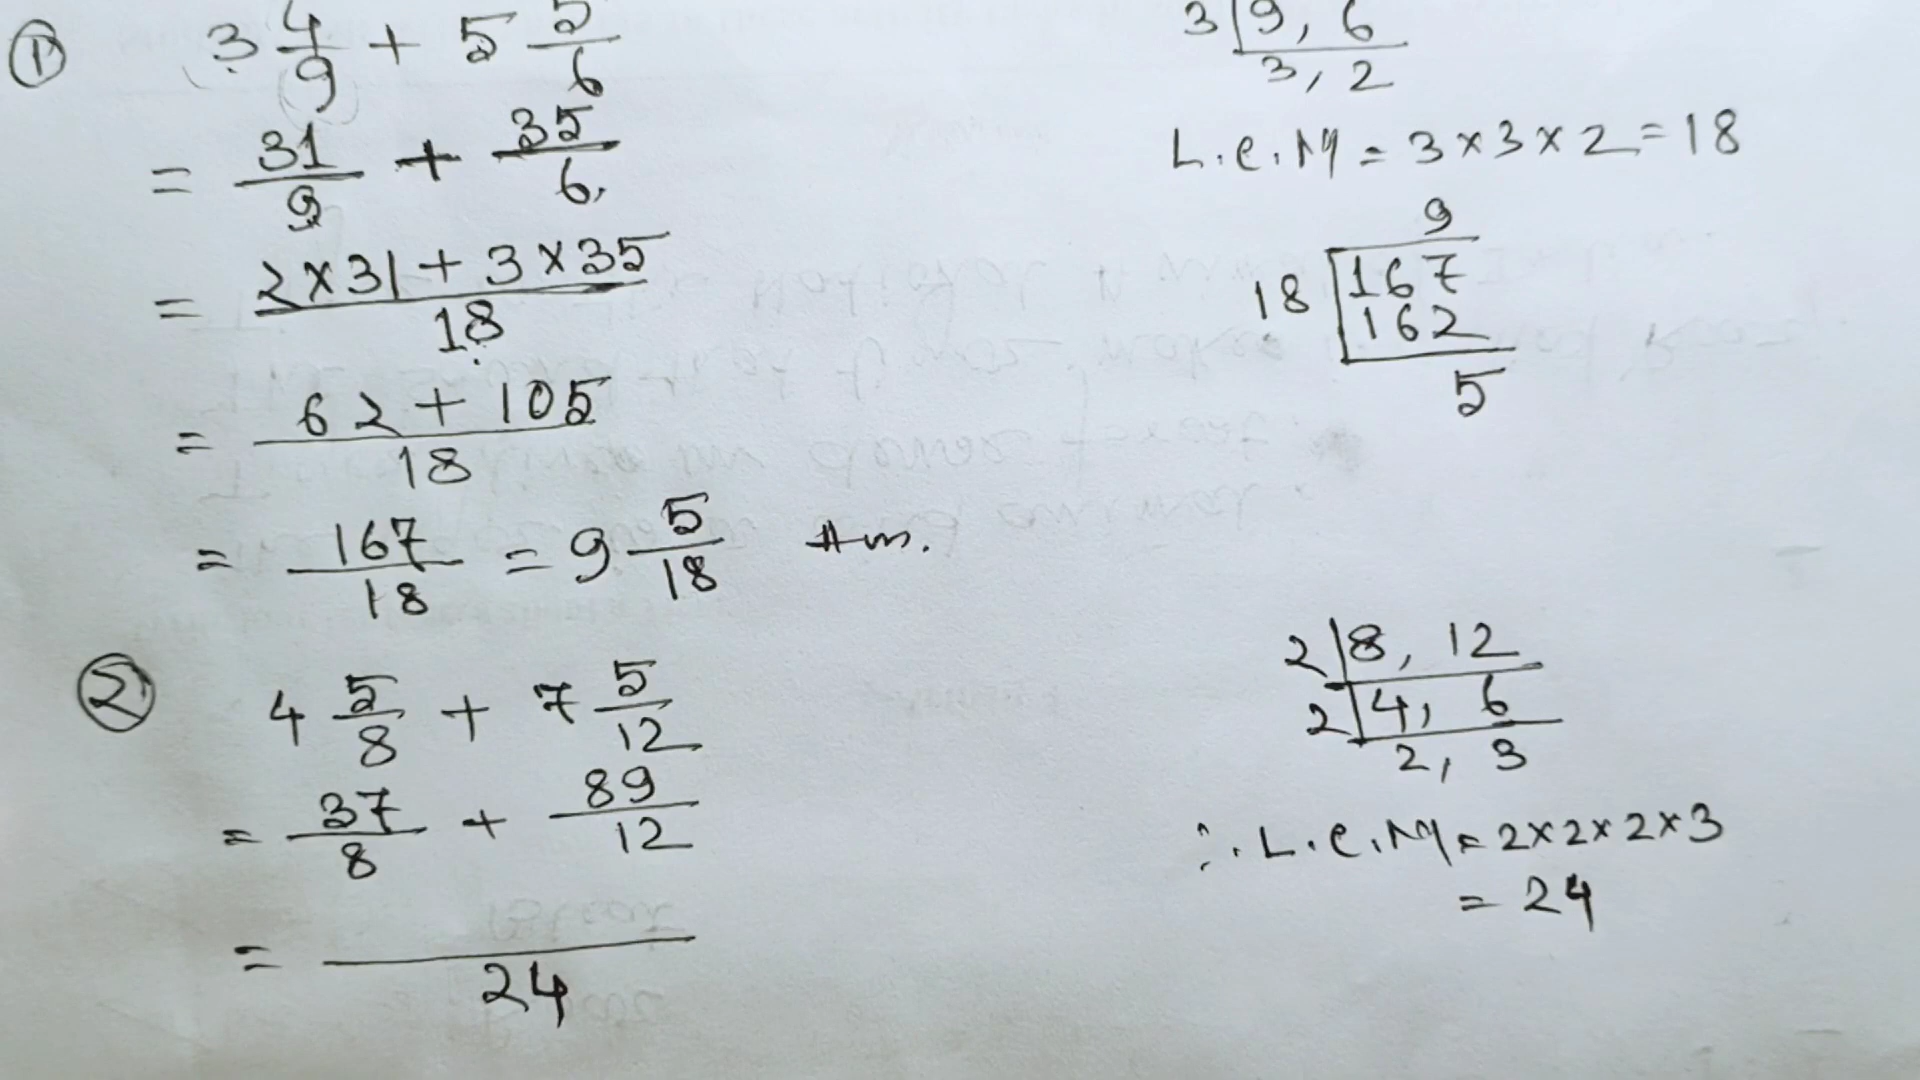 ① 3 4/9 + 5 5/6
= 31/9 + 35/6
= (2×31 + 3×35)/18
= (62 + 105)/18
= 167/18 = 9 5/18 Ans.
3 | 9, 6
3, 2
L.C.M = 3×3×2 = 18
9
18 | 167
162
5
② 4 5/8 + 7 5/12
= 37/8 + 89/12
= /24
2 | 8, 12
2 | 4, 6
2, 3
∴ L.C.M = 2×2×2×3
= 24